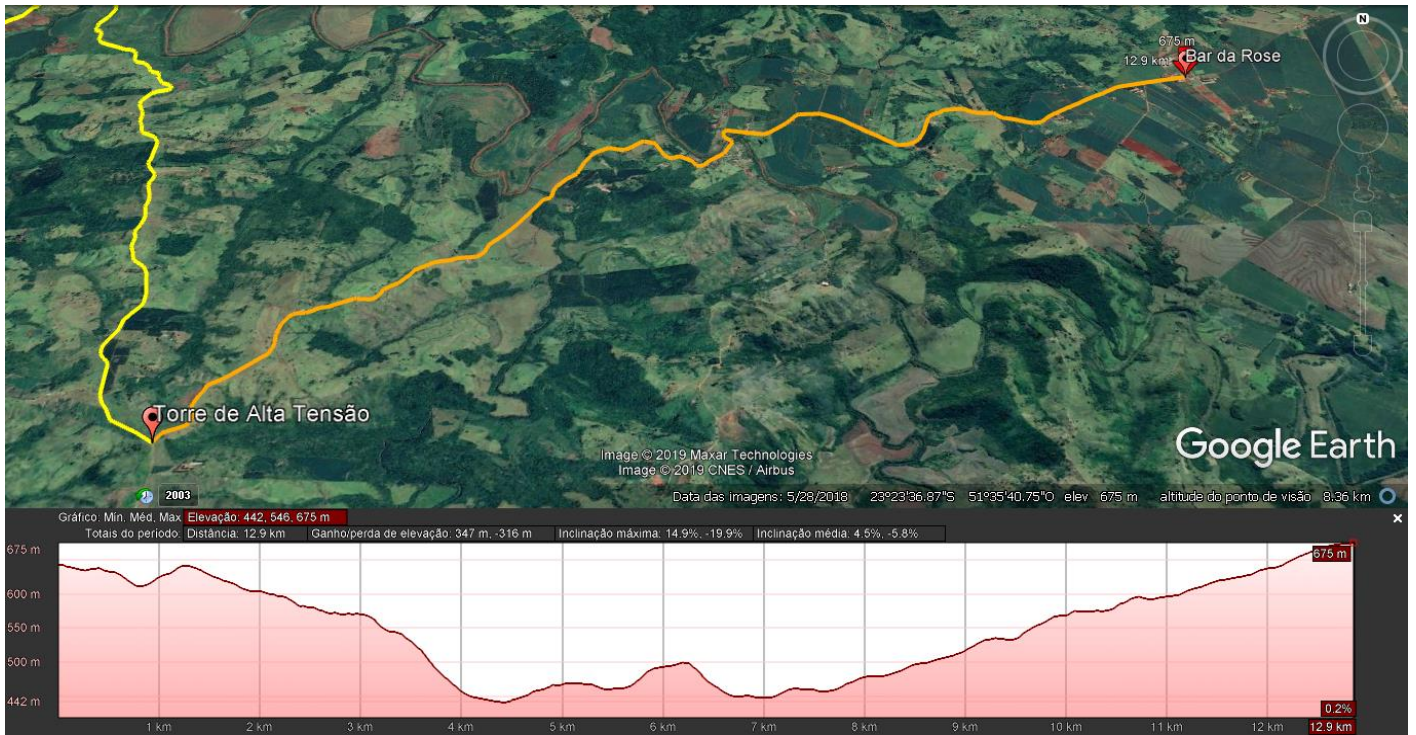 N
675 m
12.9 km
Bar da Rose
Torre de Alta Tensão
Image © 2019 Maxar Technologies
Image © 2019 CNES / Airbus
Google Earth
2003
Data das imagens: 5/28/2018 23°23'36.87"S 51°35'40.75"O elev 675 m altitude do ponto de visão 8.36 km
Gráfico: Mín, Méd, Max Elevação: 442, 546, 675 m
Totais do período: Distância: 12.9 km Ganho/perda de elevação: 347 m, -316 m Inclinação máxima: 14.9%, -19.9% Inclinação média: 4.5%, -5.8%
675 m
675 m
600 m
550 m
500 m
442 m
0.2%
1 km 2 km 3 km 4 km 5 km 6 km 7 km 8 km 9 km 10 km 11 km 12 km 12.9 km